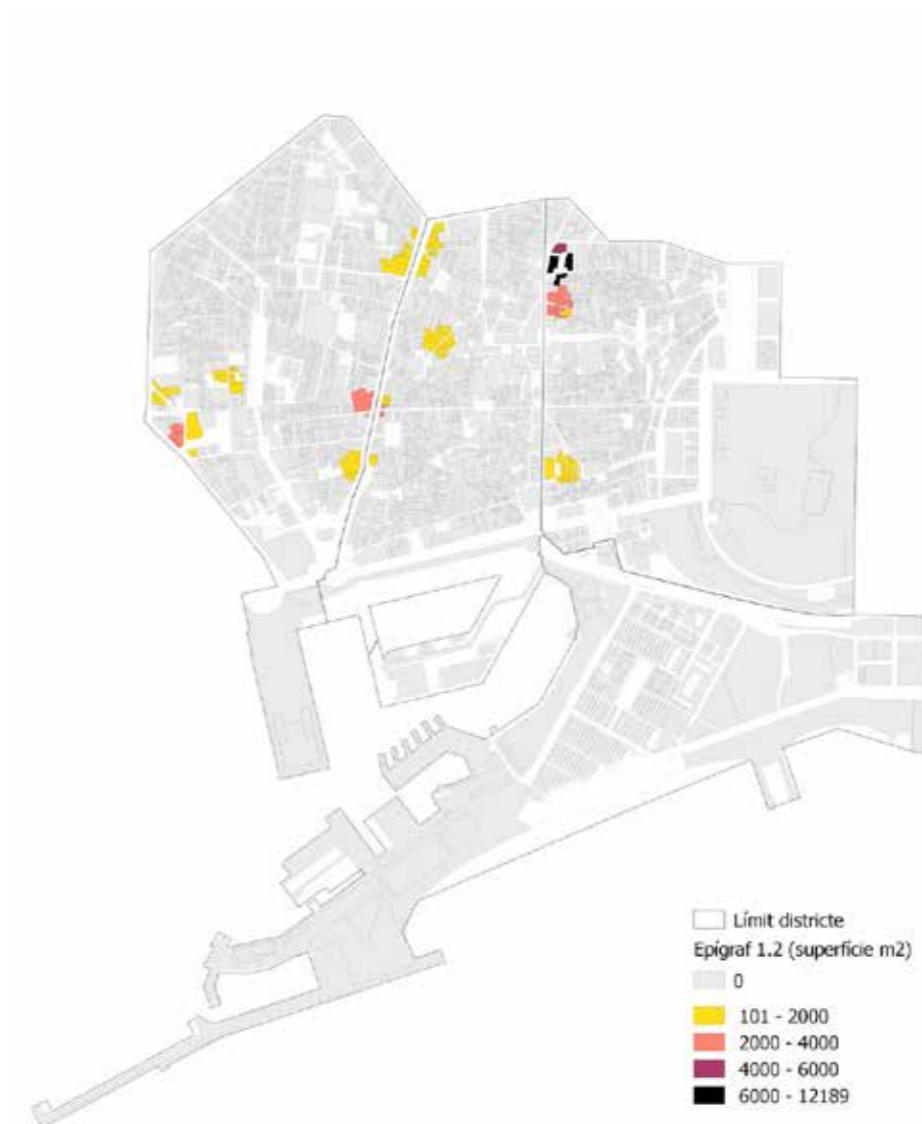 Límit districte
Epígraf 1.2 (superfície m2)
0
101 - 2000
2000 - 4000
4000 - 6000
6000 - 12189